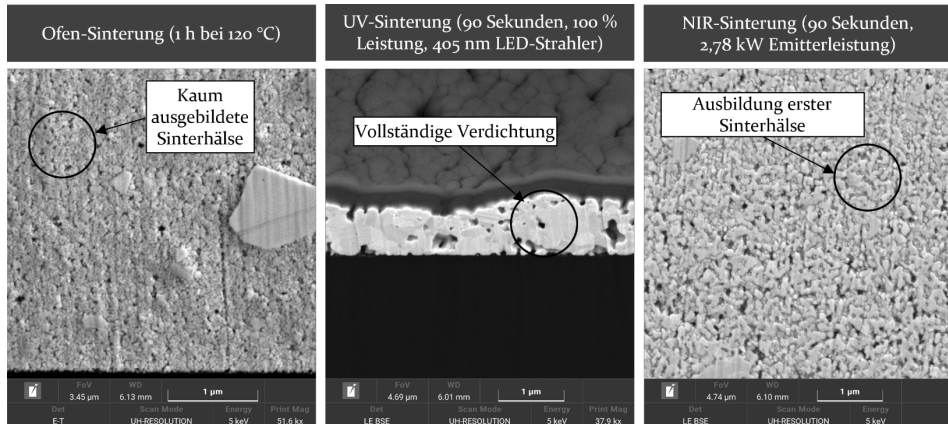 Ofen-Sinterung (1 h bei 120 °C)
Kaum
ausgebildete
Sinterhälse
FoV
WD
3.45 µm
6.13 mm
1 µm
Det
Scan Mode
Energy
Print Mag
E-T
UH-RESOLUTION
5 keV
51.6 kx
UV-Sinterung (90 Sekunden, 100 %
Leistung, 405 nm LED-Strahler)
Vollständige Verdichtung
FoV
WD
4.69 µm
6.01 mm
1 µm
Det
Scan Mode
Energy
Print Mag
LE BSE
UH-RESOLUTION
5 keV
37.9 kx
NIR-Sinterung (90 Sekunden,
2,78 kW Emitterleistung)
Ausbildung erster
Sinterhälse
FoV
WD
4.74 µm
6.10 mm
1 µm
Det
Scan Mode
Energy
LE BSE
UH-RESOLUTION
5 keV